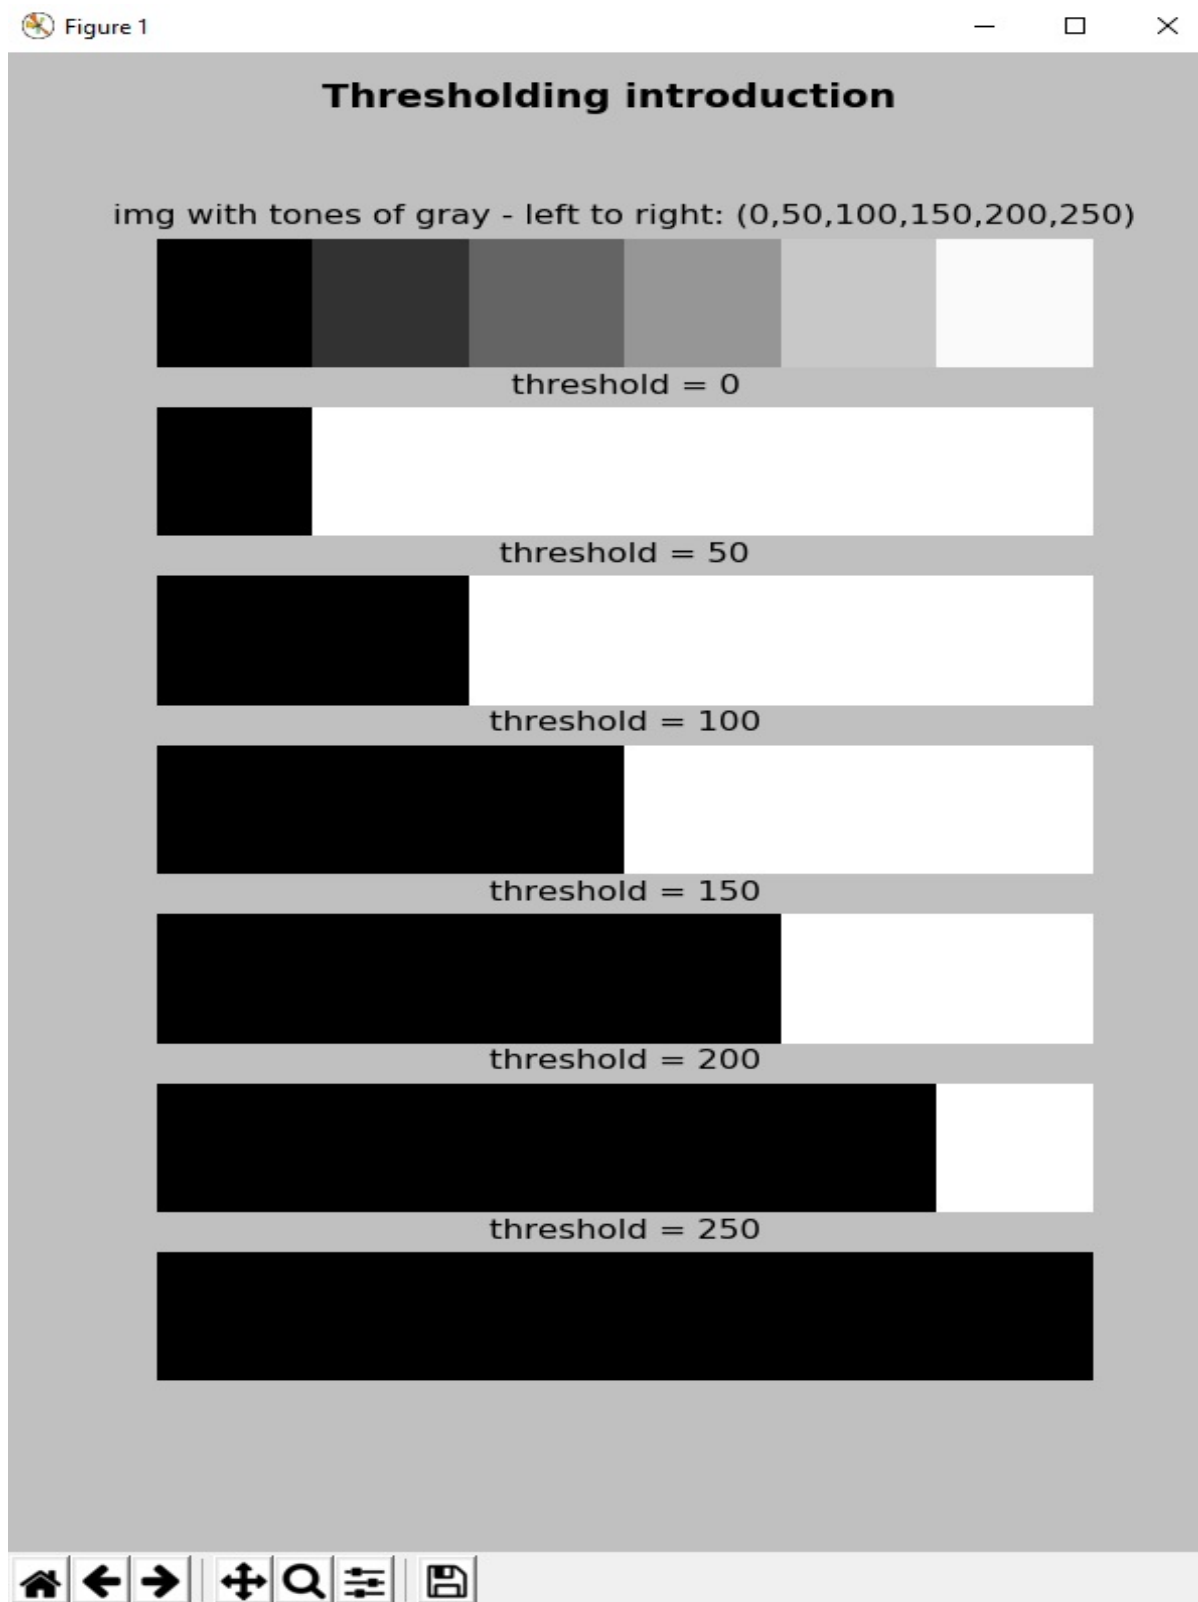 Figure 1
Thresholding introduction
img with tones of gray - left to right: (0,50,100,150,200,250)
threshold = 0
threshold = 50
threshold = 100
threshold = 150
threshold = 200
threshold = 250